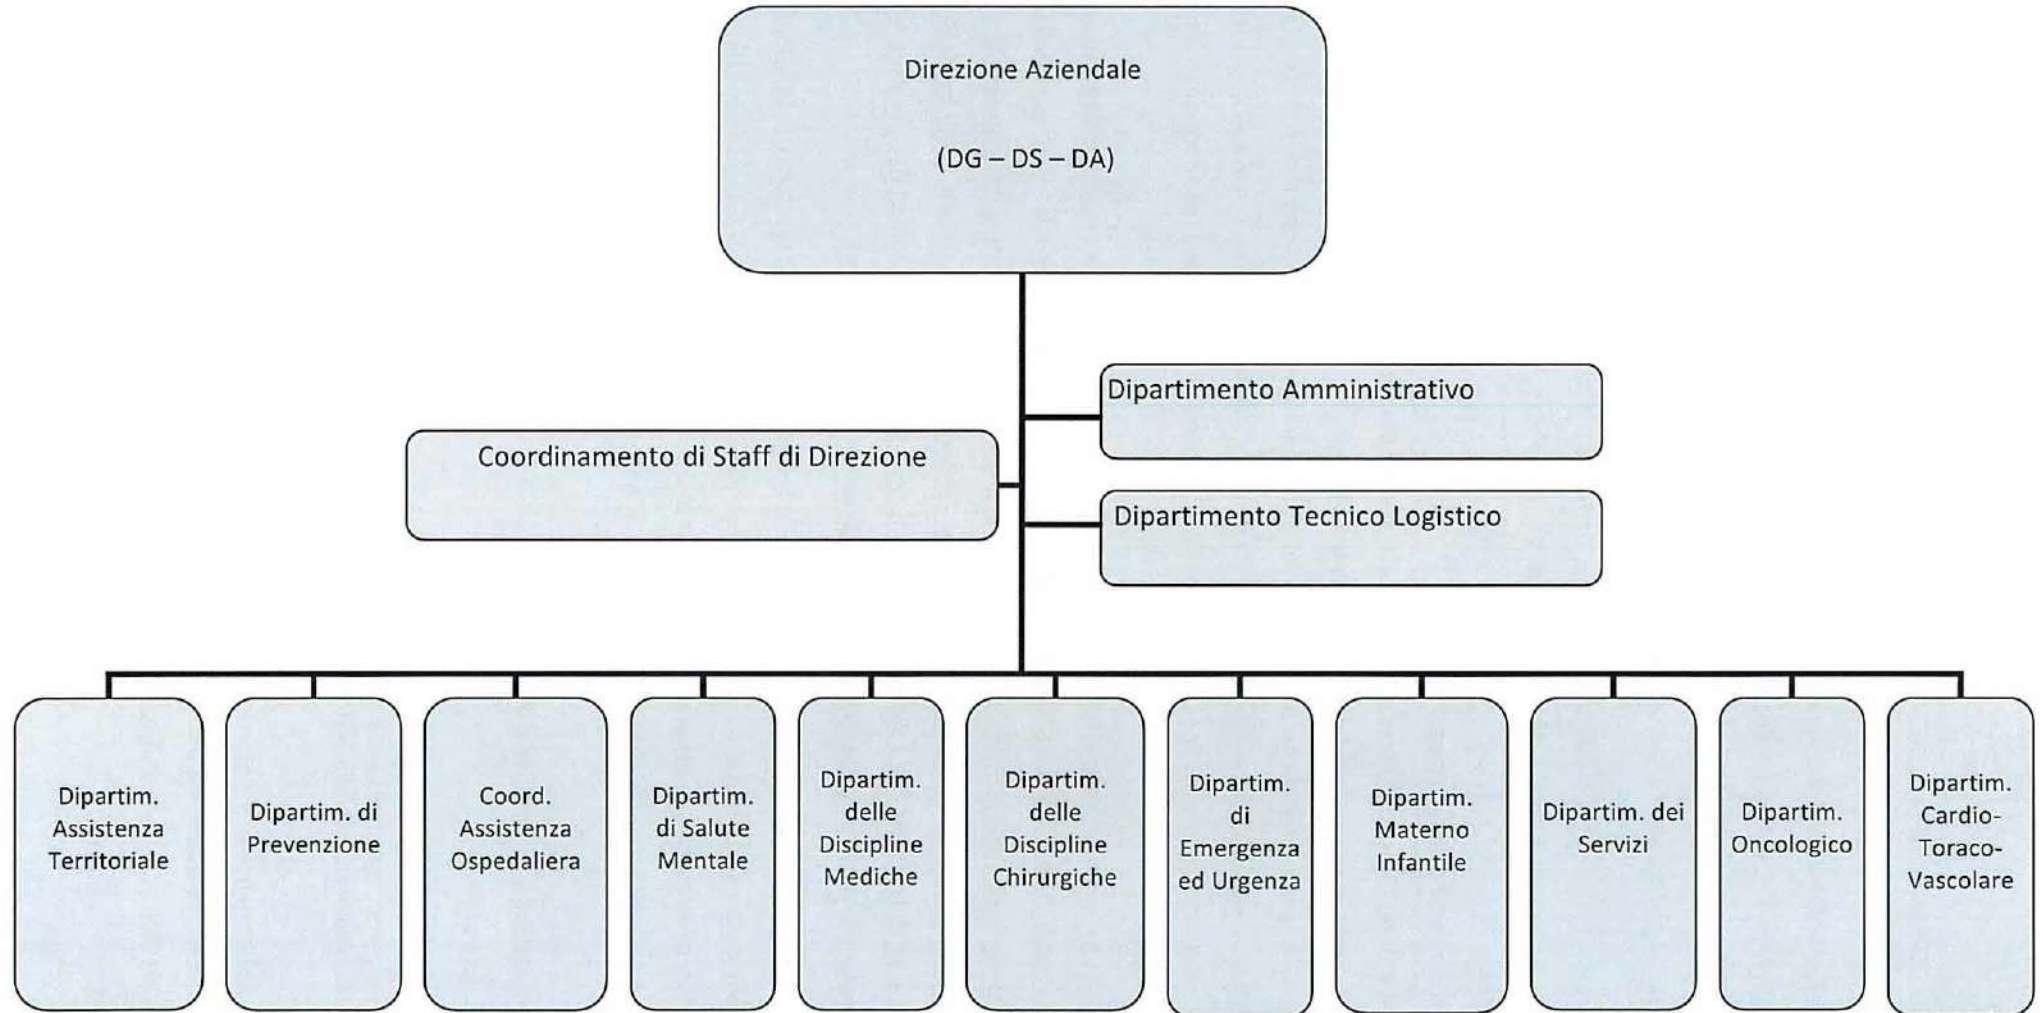 Direzione Aziendale
(DG – DS – DA)
Dipartimento Amministrativo
Coordinamento di Staff di Direzione
Dipartimento Tecnico Logistico
Dipartim.
Assistenza
Territoriale
Dipartim. di
Prevenzione
Coord.
Assistenza
Ospedaliera
Dipartim.
di Salute
Mentale
Dipartim.
delle
Discipline
Mediche
Dipartim.
delle
Discipline
Chirurgiche
Dipartim.
di
Emergenza
ed Urgenza
Dipartim.
Materno
Infantile
Dipartim. dei
Servizi
Dipartim.
Oncologico
Dipartim.
Cardio-
Toraco-
Vascolare